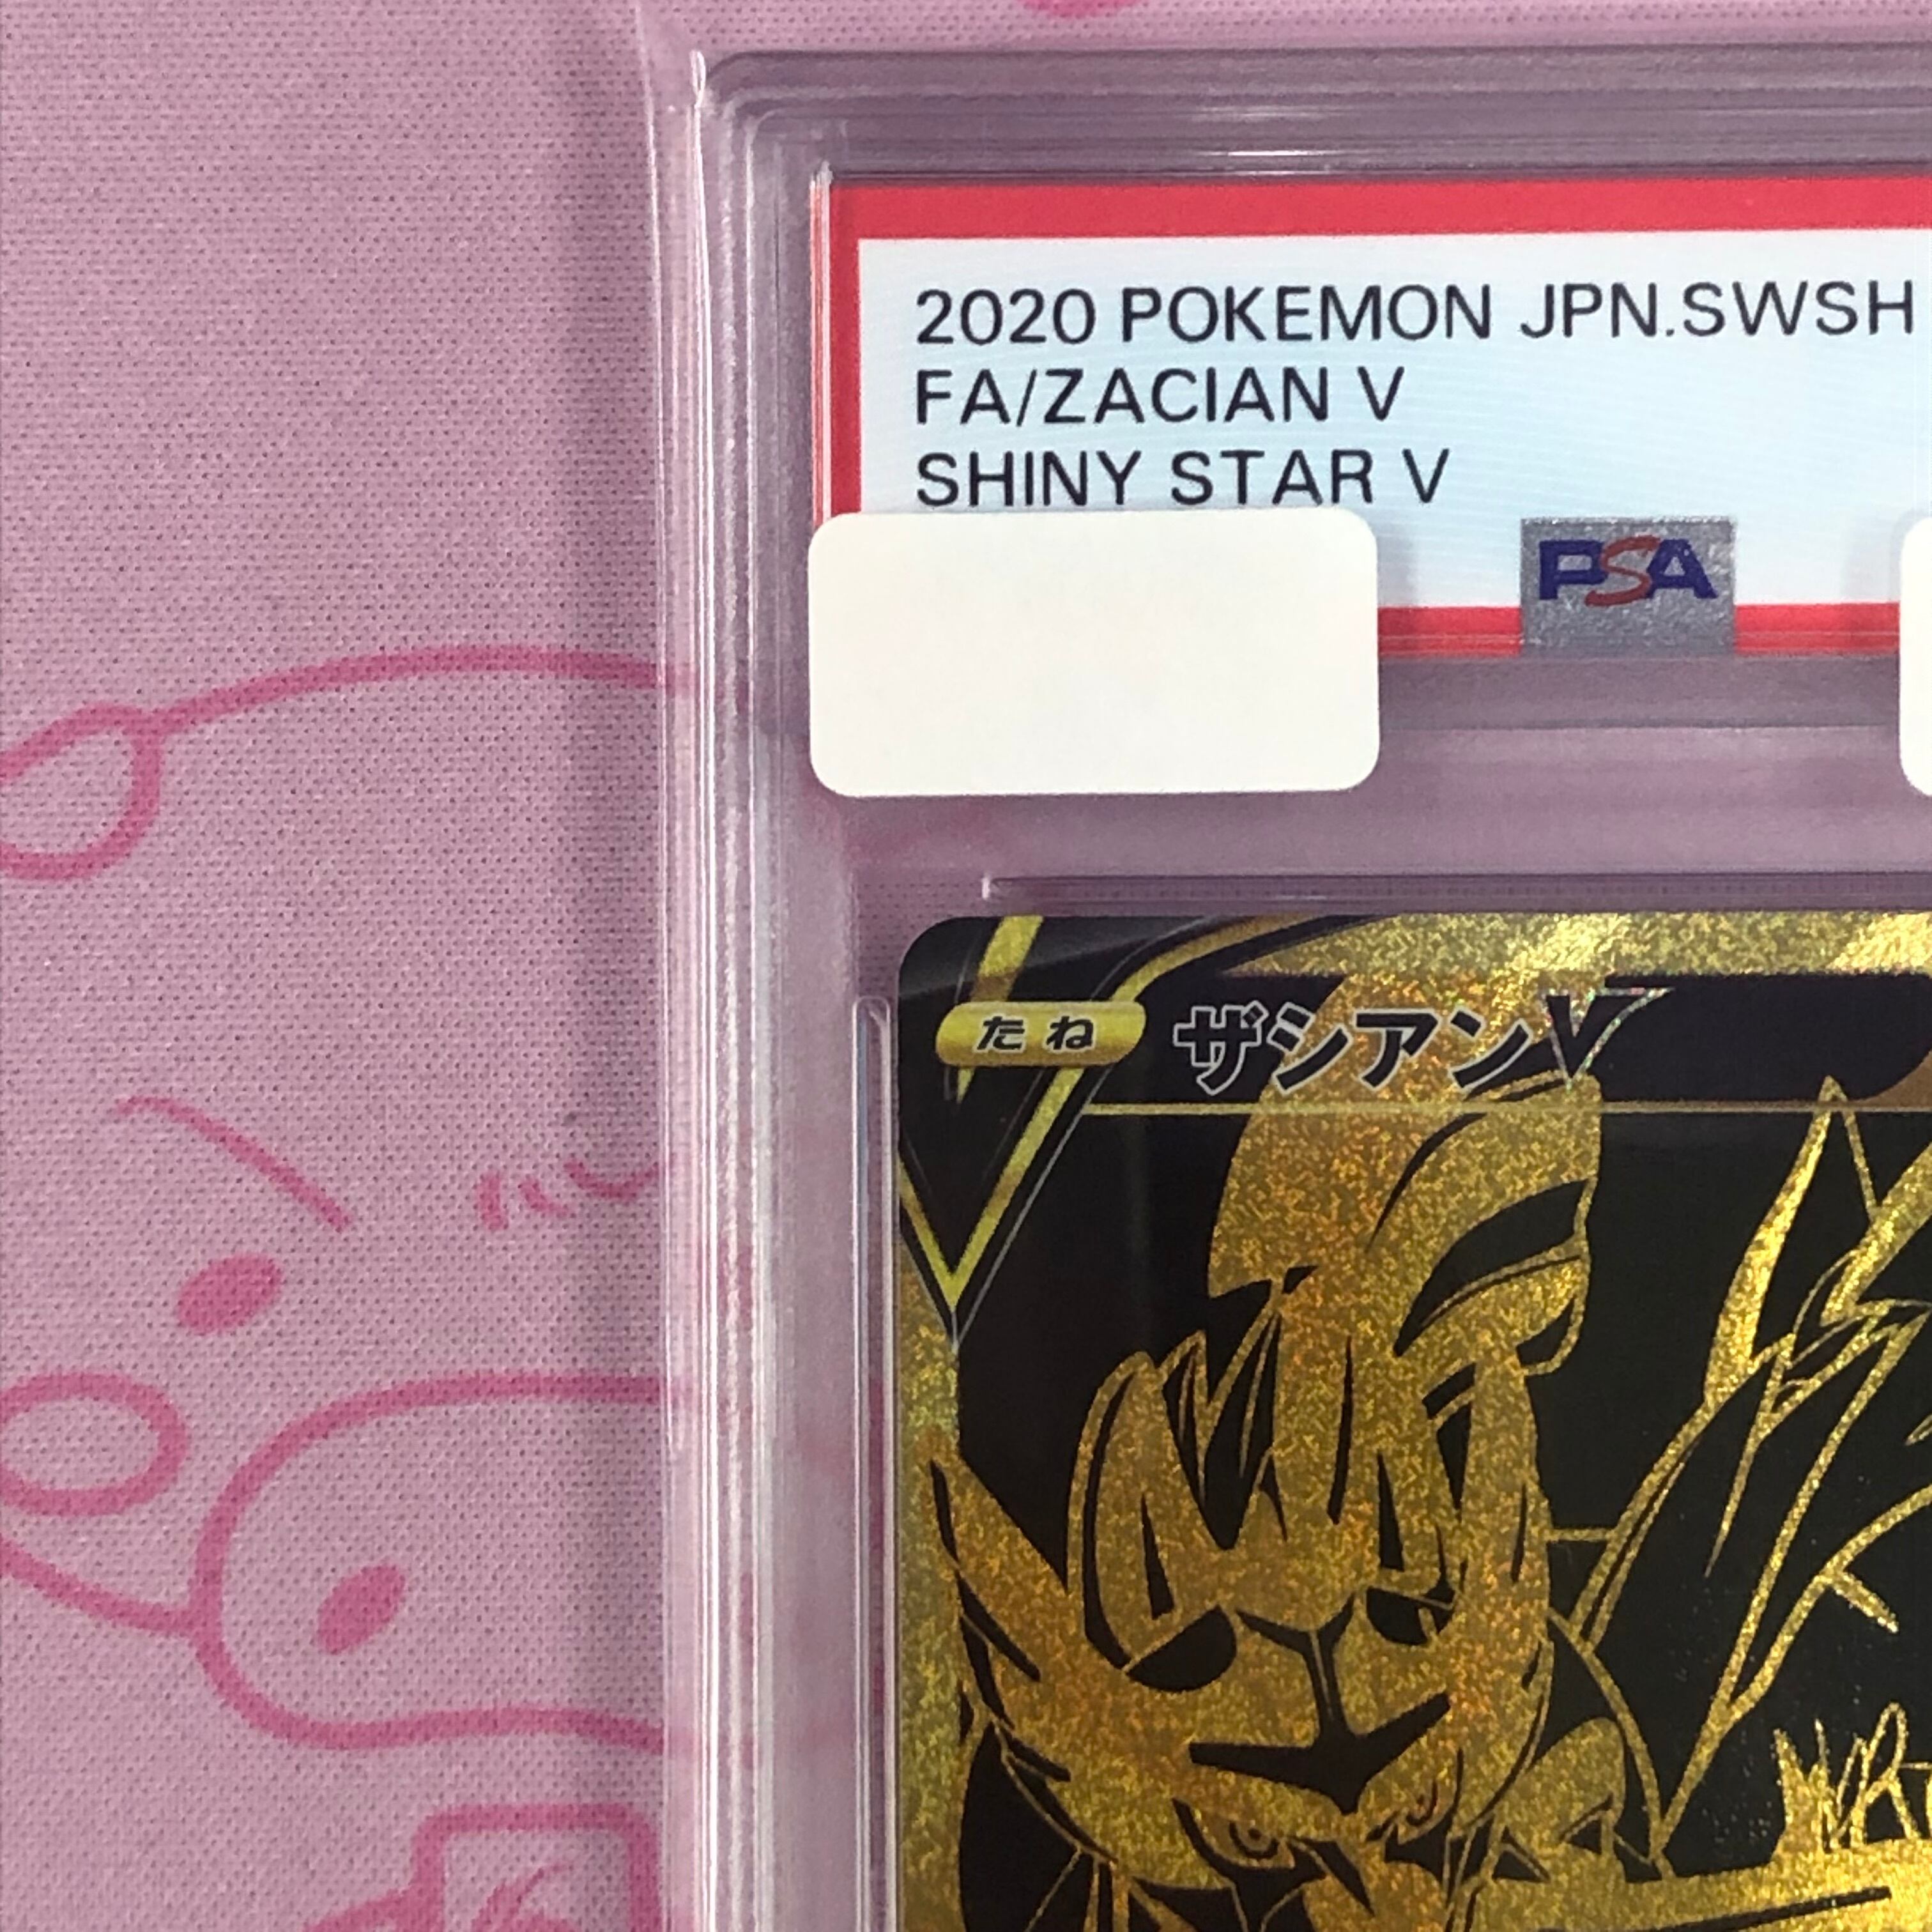 2020 POKEMON JPN.SWSH
FA/ZACIAN V
SHINY STAR V
PSA
たね ザシアンV